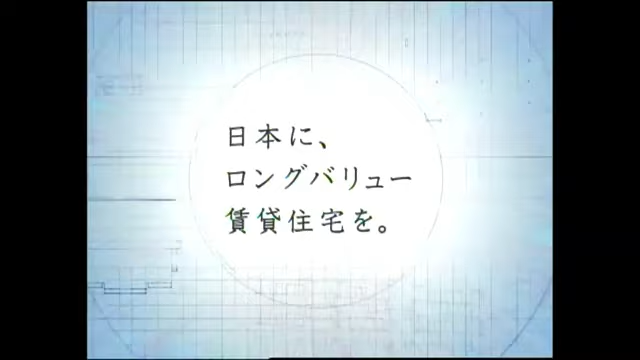 日本に、
ロングバリュー
賃貸住宅を。